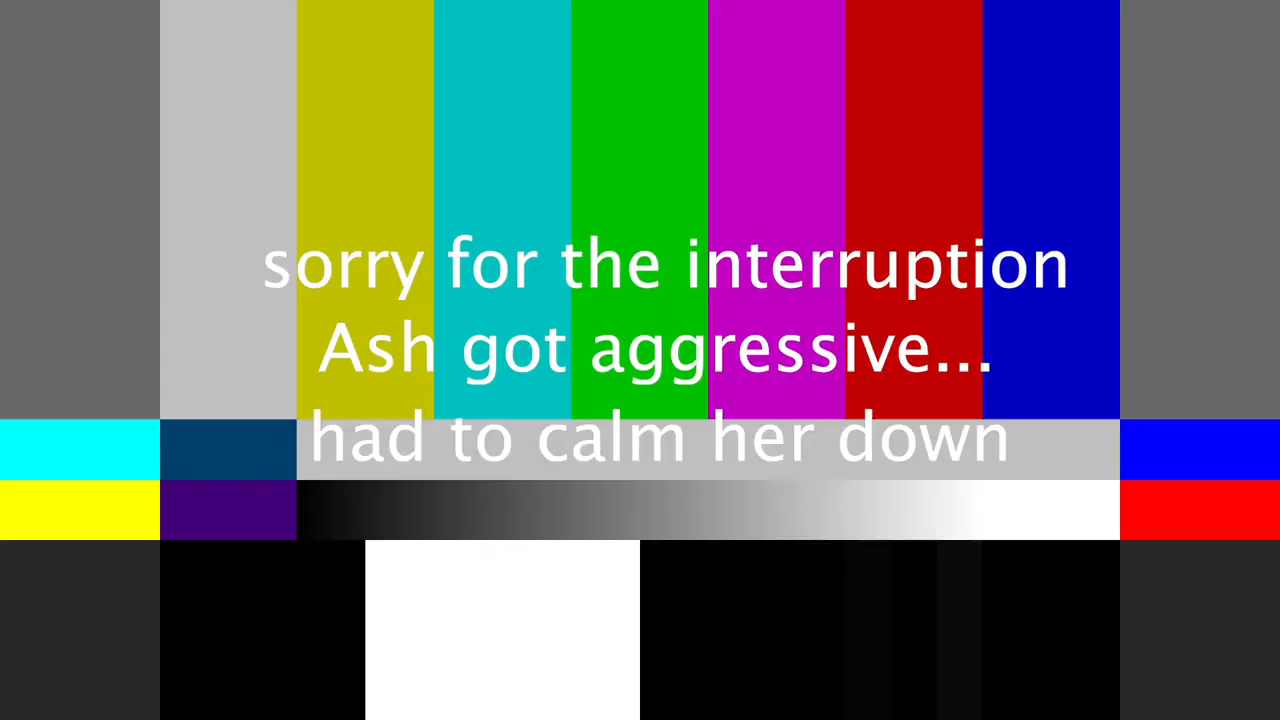 sorry for the interruption
Ash got aggressive...
had to calm her down